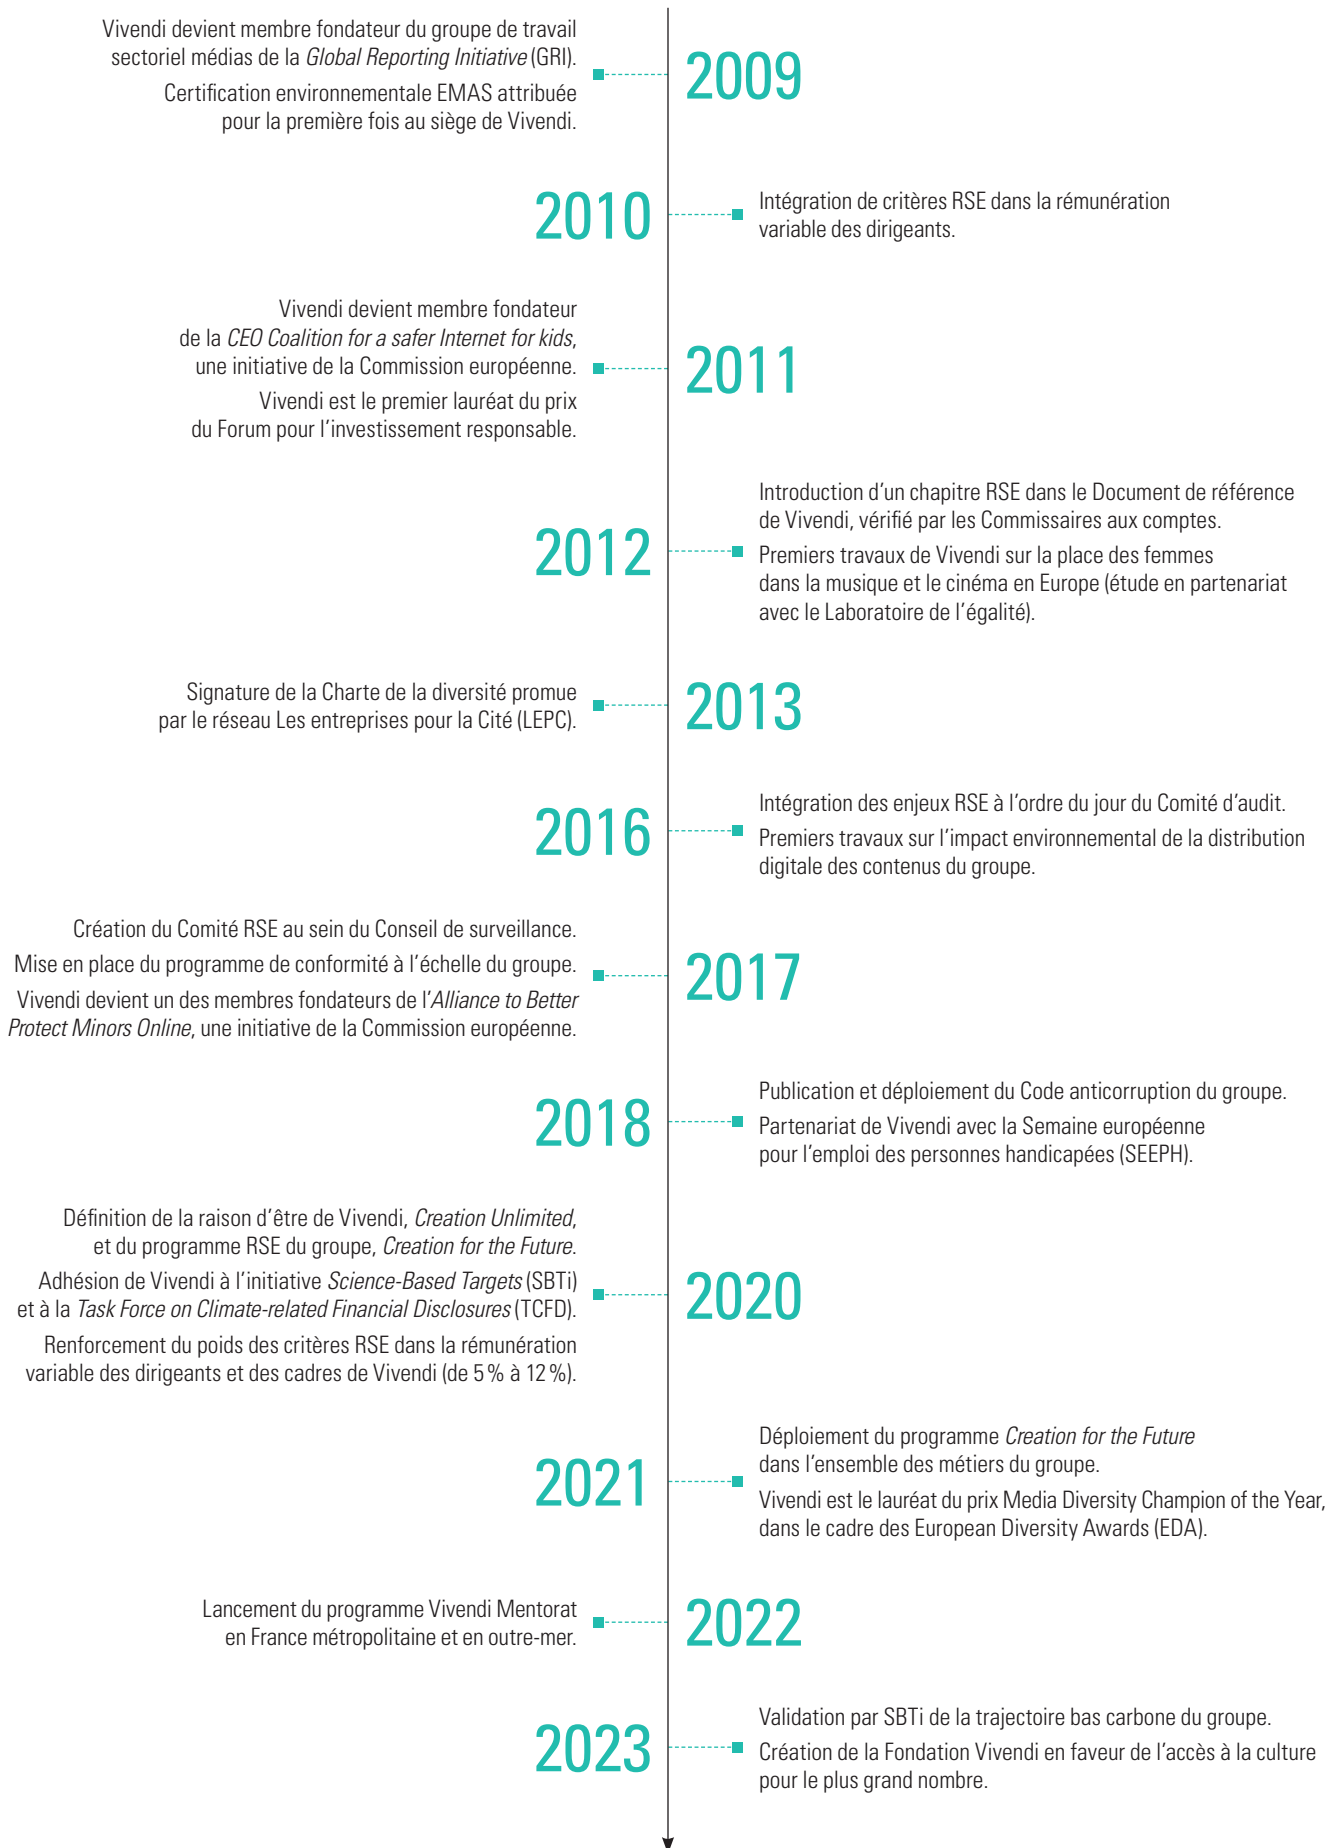 Vivendi devient membre fondateur du groupe de travail
sectoriel médias de la Global Reporting Initiative (GRI).
Certification environnementale EMAS attribuée
pour la première fois au siège de Vivendi.
2009
2010
Intégration de critères RSE dans la rémunération
variable des dirigeants.
Vivendi devient membre fondateur
de la CEO Coalition for a safer Internet for kids,
une initiative de la Commission européenne.
Vivendi est le premier lauréat du prix
du Forum pour l'investissement responsable.
2011
2012
Introduction d'un chapitre RSE dans le Document de référence
de Vivendi, vérifié par les Commissaires aux comptes.
Premiers travaux de Vivendi sur la place des femmes
dans la musique et le cinéma en Europe (étude en partenariat
avec le Laboratoire de l'égalité).
Signature de la Charte de la diversité promue
par le réseau Les entreprises pour la Cité (LEPC).
2013
2016
Intégration des enjeux RSE à l'ordre du jour du Comité d'audit.
Premiers travaux sur l'impact environnemental de la distribution
digitale des contenus du groupe.
Création du Comité RSE au sein du Conseil de surveillance.
Mise en place du programme de conformité à l'échelle du groupe.
Vivendi devient un des membres fondateurs de l'Alliance to Better
Protect Minors Online, une initiative de la Commission européenne.
2017
2018
Publication et déploiement du Code anticorruption du groupe.
Partenariat de Vivendi avec la Semaine européenne
pour l'emploi des personnes handicapées (SEEPH).
Définition de la raison d'être de Vivendi, Creation Unlimited,
et du programme RSE du groupe, Creation for the Future.
Adhésion de Vivendi à l'initiative Science-Based Targets (SBTi)
et à la Task Force on Climate-related Financial Disclosures (TCFD).
Renforcement du poids des critères RSE dans la rémunération
variable des dirigeants et des cadres de Vivendi (de 5 % à 12 %).
2020
2021
Déploiement du programme Creation for the Future
dans l'ensemble des métiers du groupe.
Vivendi est le lauréat du prix Media Diversity Champion of the Year,
dans le cadre des European Diversity Awards (EDA).
Lancement du programme Vivendi Mentorat
en France métropolitaine et en outre-mer.
2022
2023
Validation par SBTi de la trajectoire bas carbone du groupe.
Création de la Fondation Vivendi en faveur de l'accès à la culture
pour le plus grand nombre.